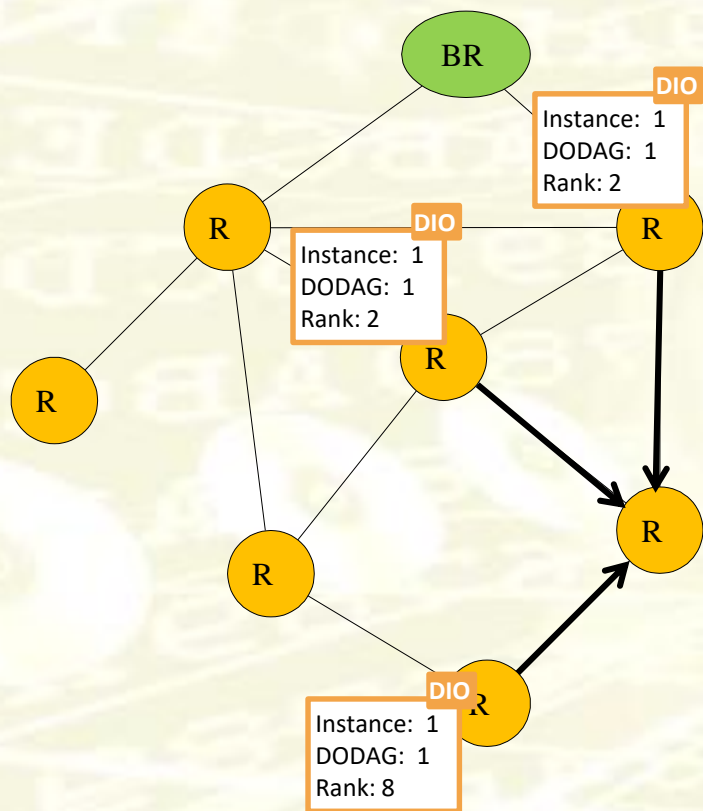 BR
DIO
Instance: 1
DODAG: 1
Rank: 2
R
DIO
R
Instance: 1
DODAG: 1
Rank: 2
R
R
R
R
DIO
R
Instance: 1
DODAG: 1
Rank: 8